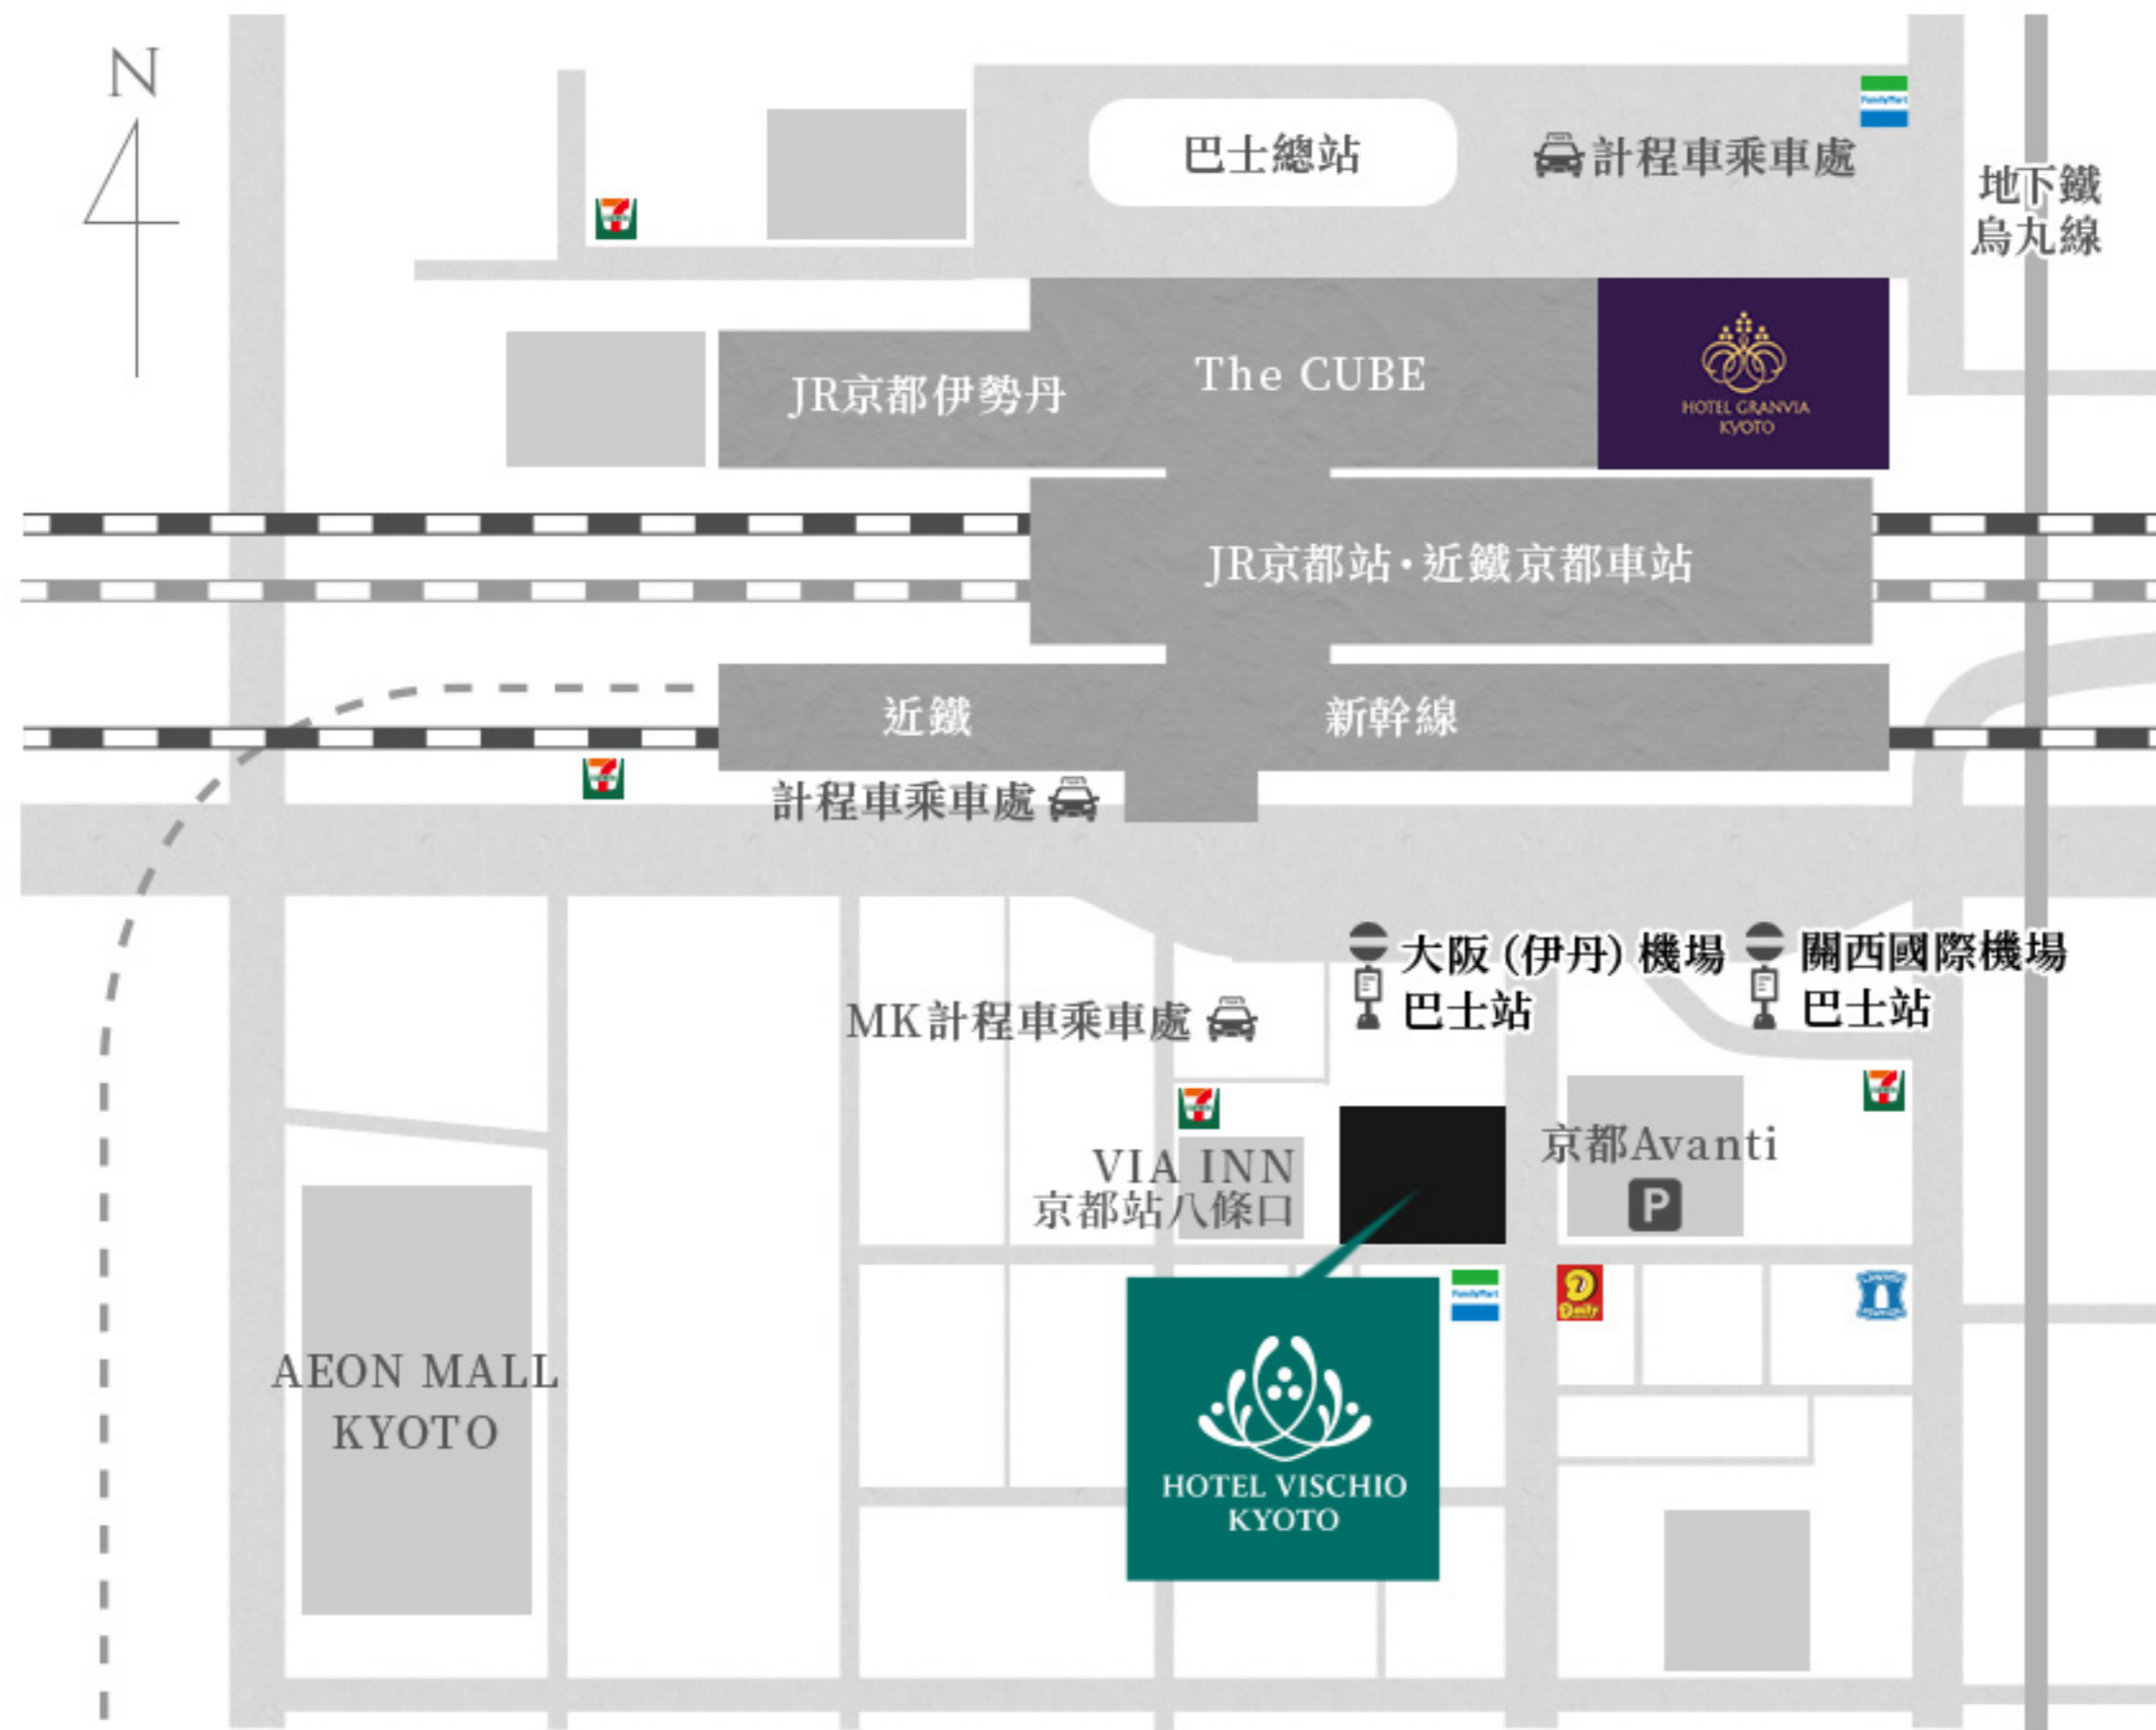 N
巴士總站
計程車乘車處
FamilyMart
地下鐵
烏丸線
JR京都伊勢丹
The CUBE
HOTEL GRANVIA
KYOTO
JR京都站・近鐵京都車站
近鐵
新幹線
計程車乘車處
大阪 (伊丹) 機場
巴士站
關西國際機場
巴士站
MK計程車乘車處
VIA INN
京都站八條口
京都Avanti
P
FamilyMart
D
Daily
AEON MALL
KYOTO
HOTEL VISCHIO
KYOTO